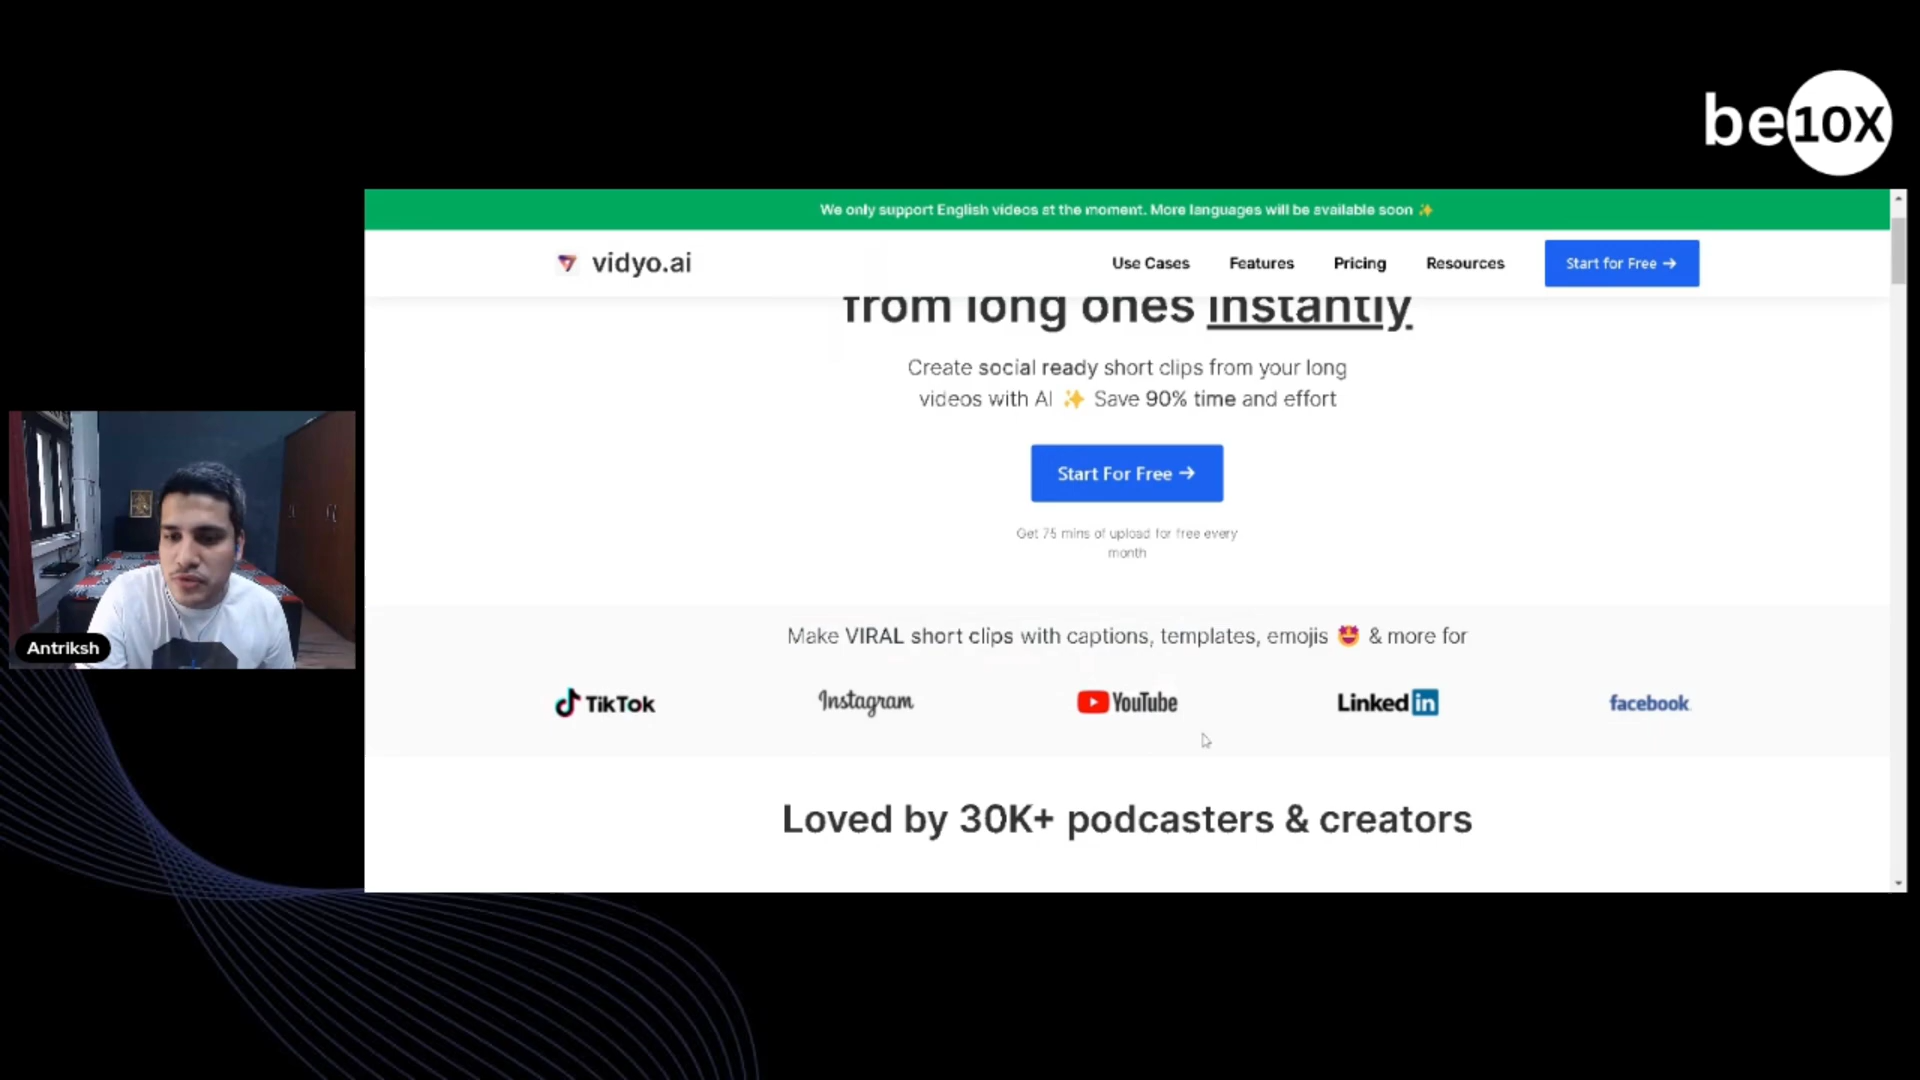 be10X
We only support English videos at the moment. More languages will be available soon ✨
vidyo.ai
Use Cases
Features
Pricing
Resources
Start for Free →
from long ones instantly
Create social ready short clips from your long
videos with AI ✨ Save 90% time and effort
Start For Free →
Get 75 mins of upload for free every
month
Make VIRAL short clips with captions, templates, emojis 🤩 & more for
TikTok
Instagram
YouTube
Linked in
facebook
Loved by 30K+ podcasters & creators
Antriksh